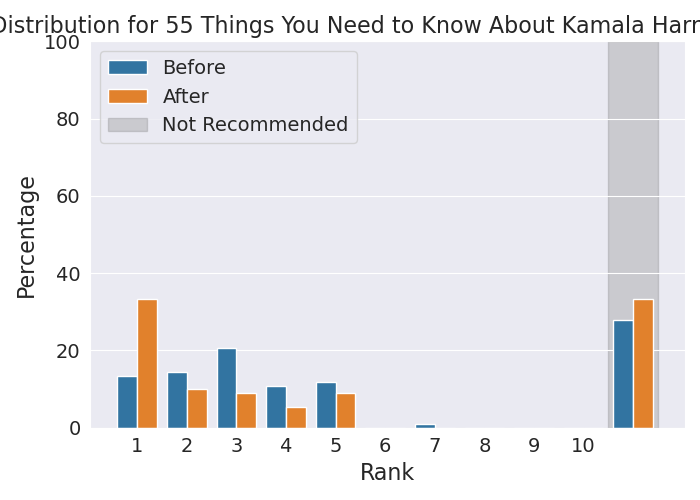 Distribution for 55 Things You Need to Know About Kamala Harr
100
80
60
40
20
0
Percentage
Before
After
Not Recommended
1 2 3 4 5 6 7 8 9 10
Rank